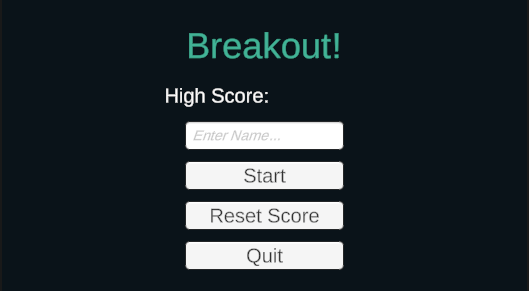 Breakout!
High Score:
Enter Name...
Start
Reset Score
Quit